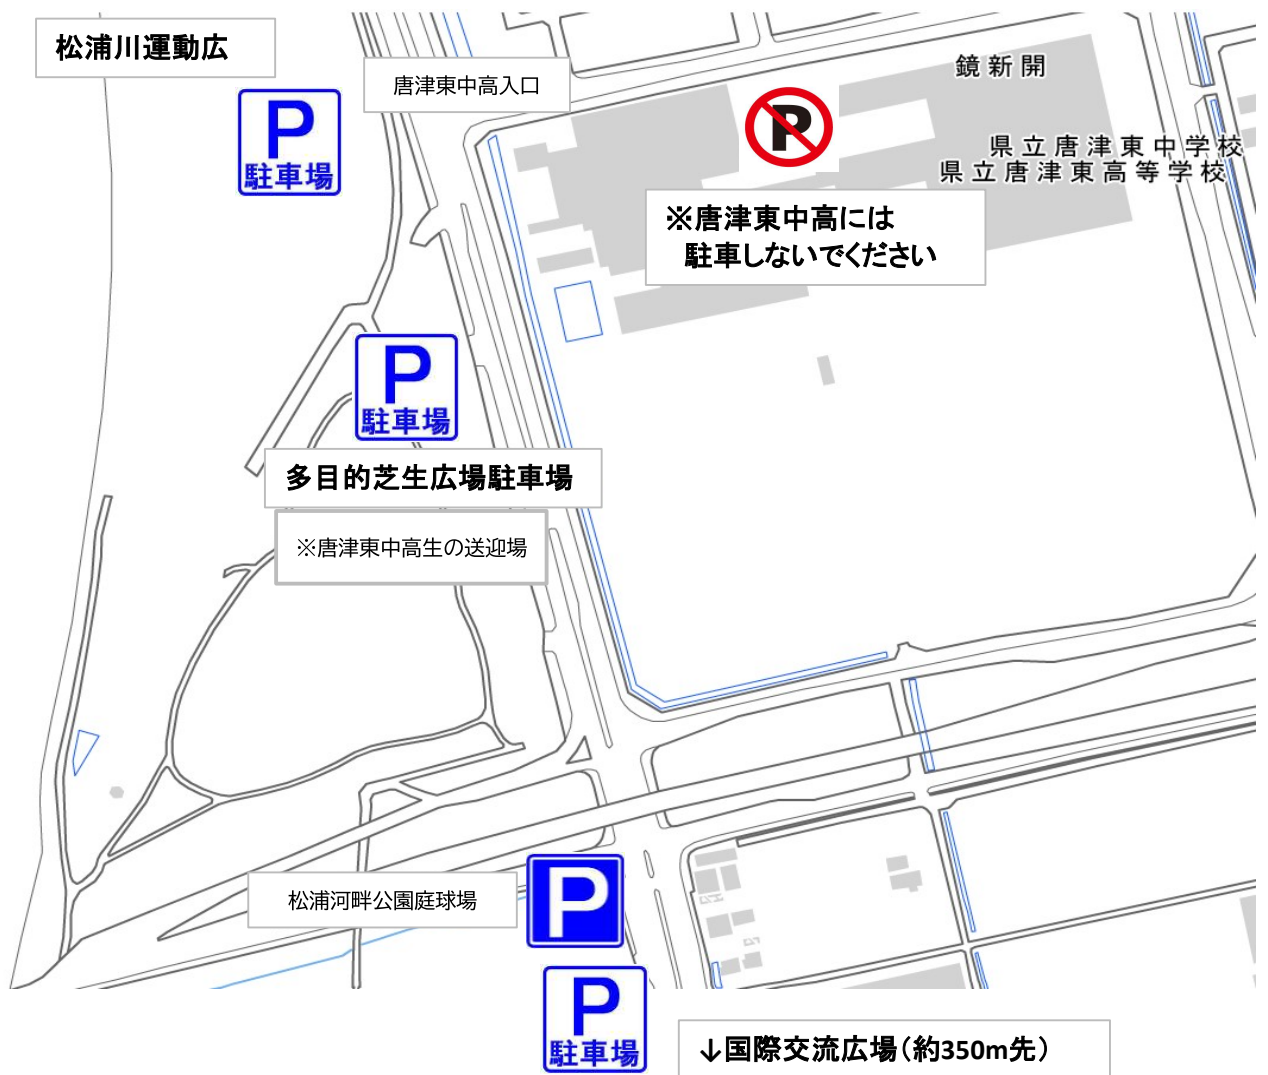 松浦川運動広
唐津東中高入口
P
駐車場
P
鏡新開
県立唐津東中学校
県立唐津東高等学校
※唐津東中高には
駐車しないでください
P
駐車場
多目的芝生広場駐車場
※唐津東中高生の送迎場
松浦河畔公園庭球場
P
P
駐車場
↓国際交流広場(約350m先)